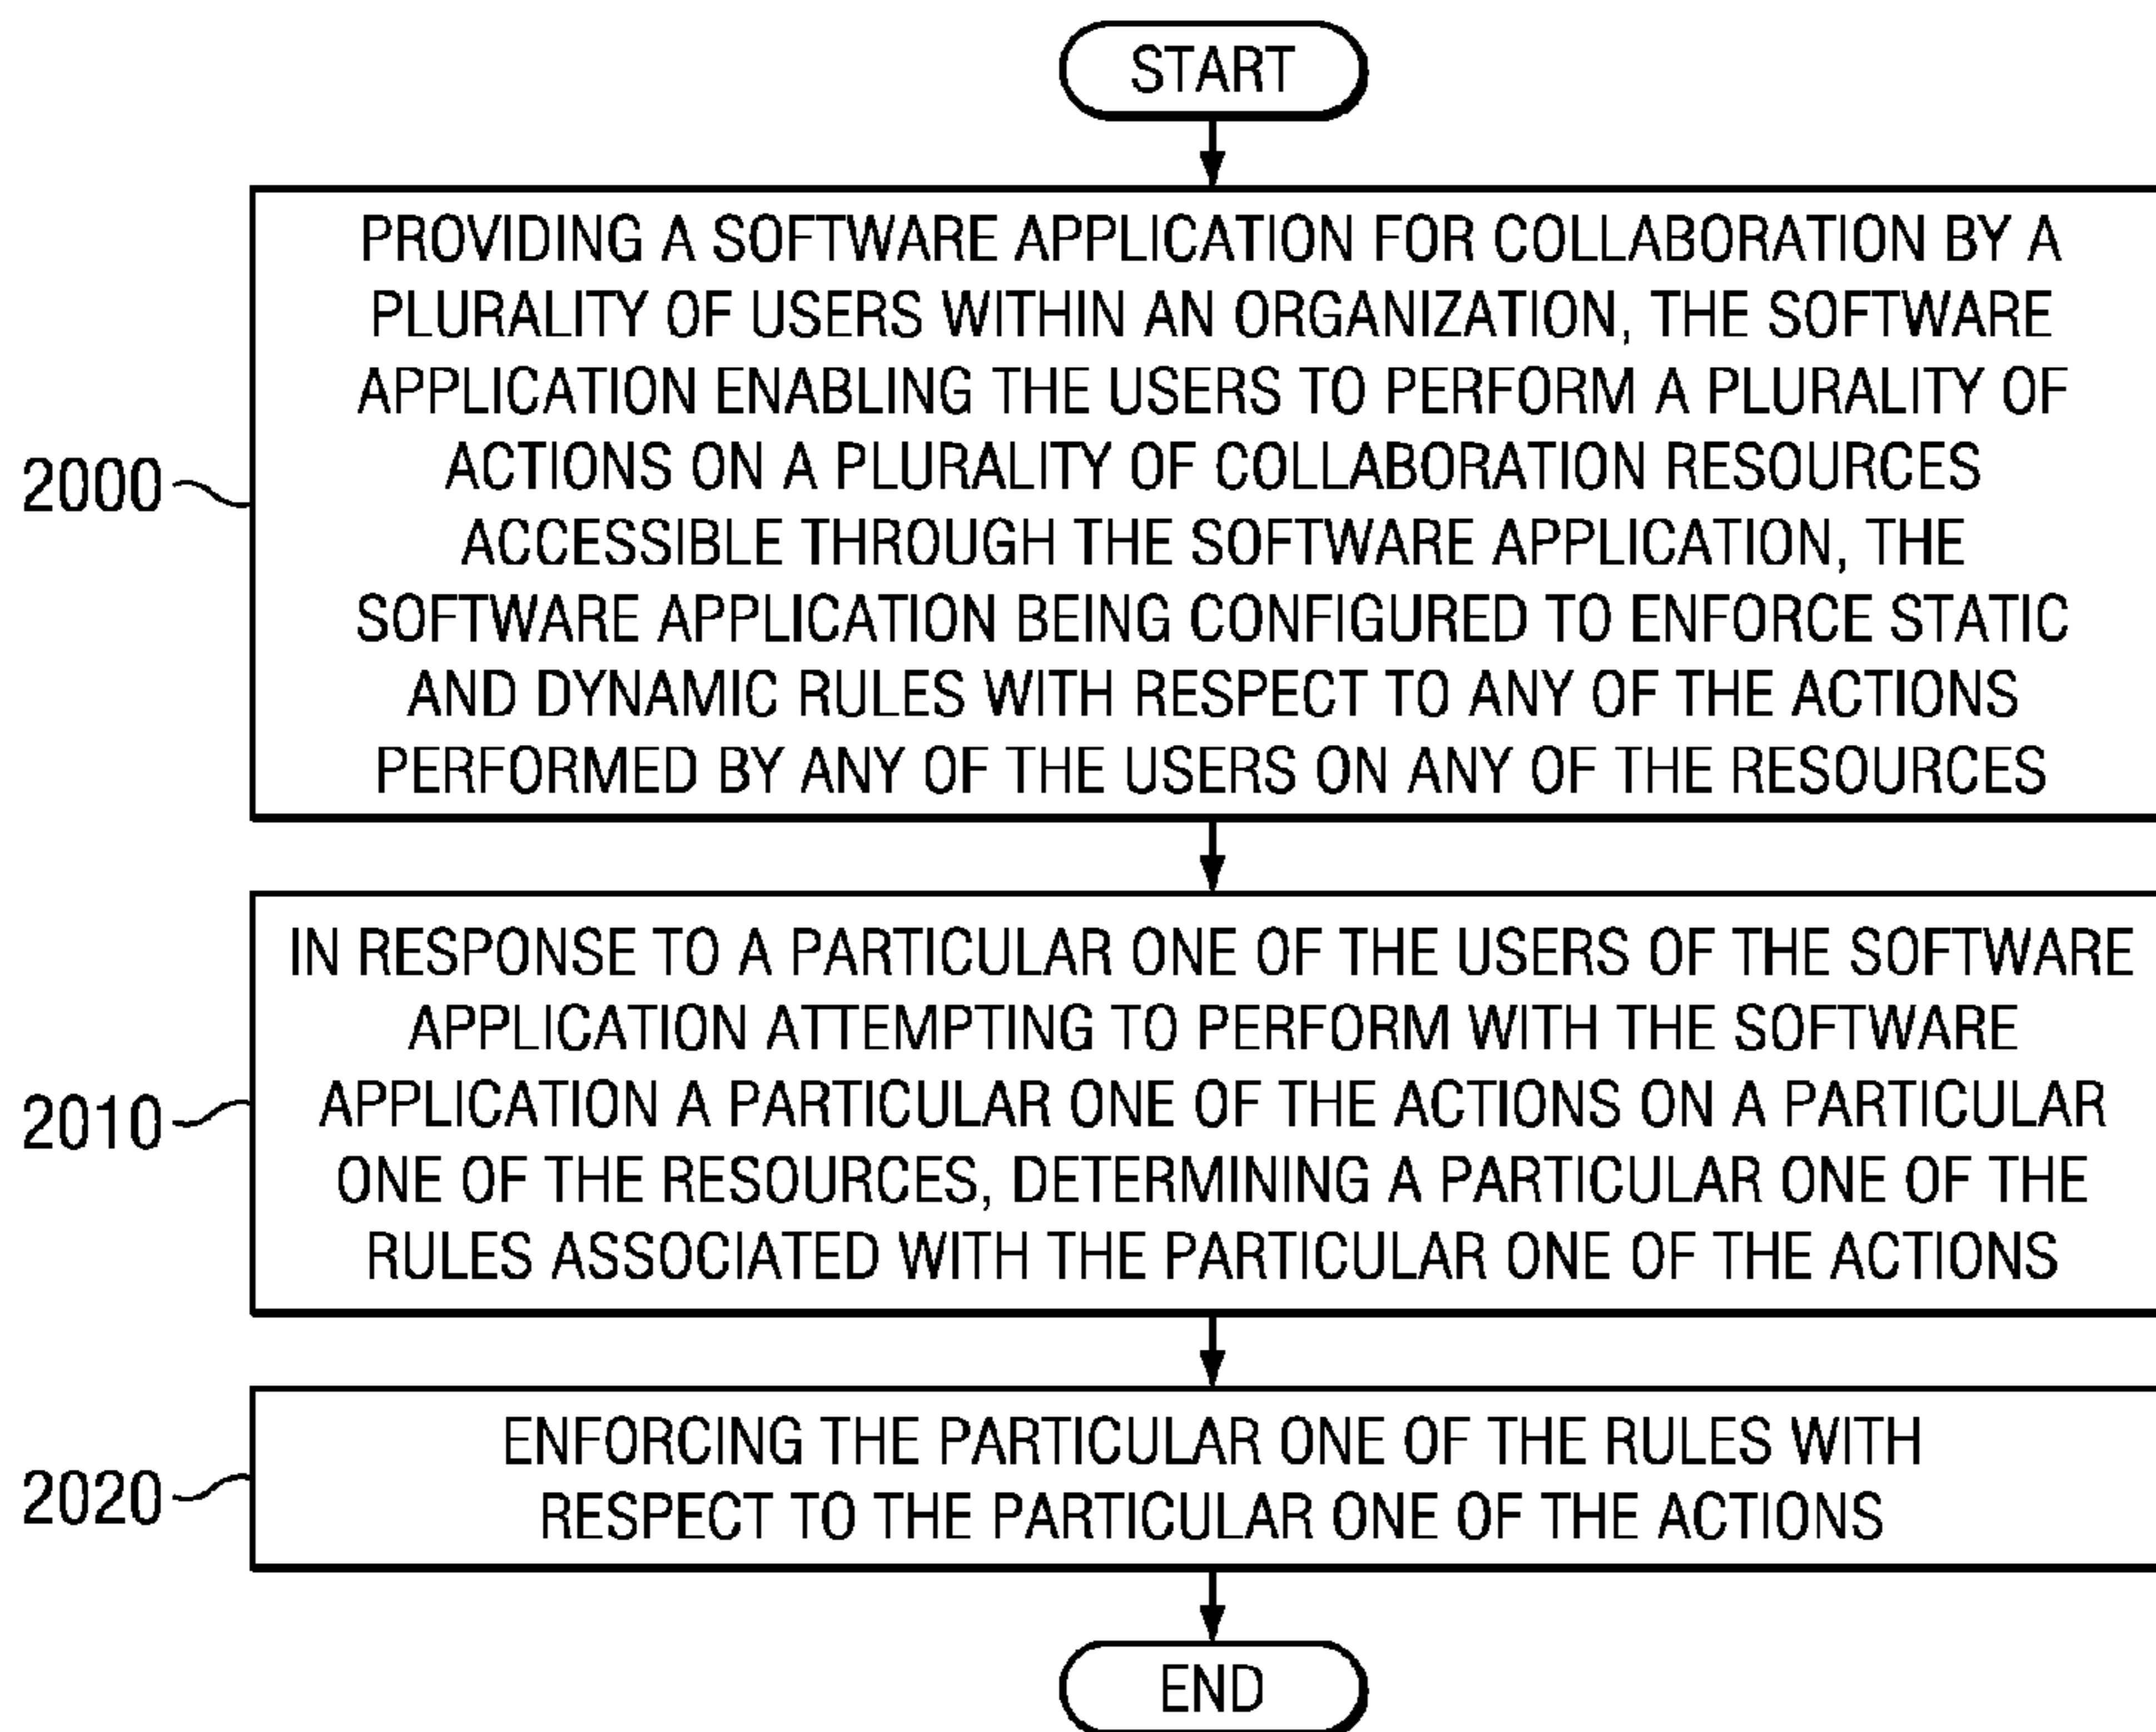 START
PROVIDING A SOFTWARE APPLICATION FOR COLLABORATION BY A
PLURALITY OF USERS WITHIN AN ORGANIZATION, THE SOFTWARE
APPLICATION ENABLING THE USERS TO PERFORM A PLURALITY OF
ACTIONS ON A PLURALITY OF COLLABORATION RESOURCES
ACCESSIBLE THROUGH THE SOFTWARE APPLICATION, THE
SOFTWARE APPLICATION BEING CONFIGURED TO ENFORCE STATIC
AND DYNAMIC RULES WITH RESPECT TO ANY OF THE ACTIONS
PERFORMED BY ANY OF THE USERS ON ANY OF THE RESOURCES
2000
IN RESPONSE TO A PARTICULAR ONE OF THE USERS OF THE SOFTWARE
APPLICATION ATTEMPTING TO PERFORM WITH THE SOFTWARE
APPLICATION A PARTICULAR ONE OF THE ACTIONS ON A PARTICULAR
ONE OF THE RESOURCES, DETERMINING A PARTICULAR ONE OF THE
RULES ASSOCIATED WITH THE PARTICULAR ONE OF THE ACTIONS
2010
ENFORCING THE PARTICULAR ONE OF THE RULES WITH
RESPECT TO THE PARTICULAR ONE OF THE ACTIONS
2020
END